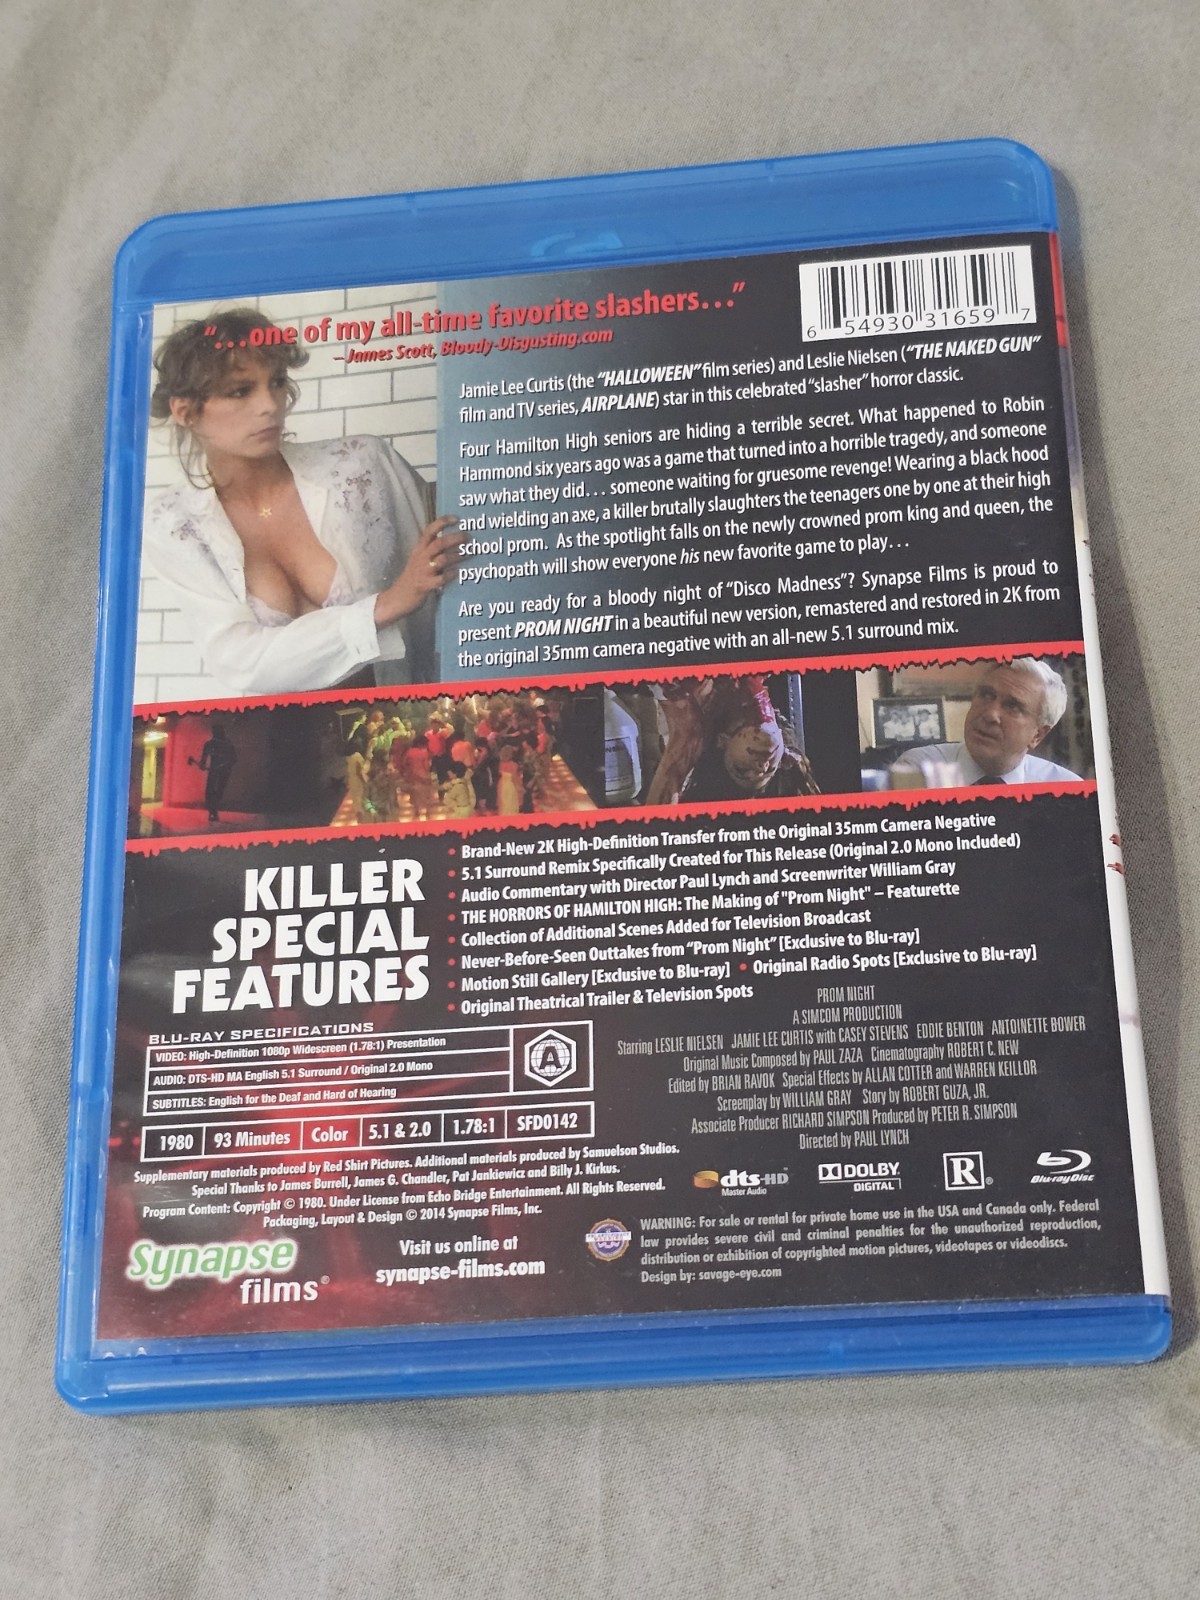 "...one of my all-time favorite slashers..."
–James Scott, Bloody-Disgusting.com
6 54930 31659 7
Jamie Lee Curtis (the "HALLOWEEN" film series) and Leslie Nielsen ("THE NAKED GUN"
film and TV series, AIRPLANE) star in this celebrated "slasher" horror classic.
Four Hamilton High seniors are hiding a terrible secret. What happened to Robin
Hammond six years ago was a game that turned into a horrible tragedy, and someone
saw what they did... someone waiting for gruesome revenge! Wearing a black hood
and wielding an axe, a killer brutally slaughters the teenagers one by one at their high
school prom. As the spotlight falls on the newly crowned prom king and queen, the
psychopath will show everyone his new favorite game to play...
Are you ready for a bloody night of "Disco Madness"? Synapse Films is proud to
present PROM NIGHT in a beautiful new version, remastered and restored in 2K from
the original 35mm camera negative with an all-new 5.1 surround mix.
KILLER
SPECIAL
FEATURES
• Brand-New 2K High-Definition Transfer from the Original 35mm Camera Negative
• 5.1 Surround Remix Specifically Created for This Release (Original 2.0 Mono Included)
• Audio Commentary with Director Paul Lynch and Screenwriter William Gray
• THE HORRORS OF HAMILTON HIGH: The Making of "Prom Night" – Featurette
• Collection of Additional Scenes Added for Television Broadcast
• Never-Before-Seen Outtakes from "Prom Night" [Exclusive to Blu-ray]
• Motion Still Gallery [Exclusive to Blu-ray] • Original Radio Spots [Exclusive to Blu-ray]
• Original Theatrical Trailer & Television Spots
BLU-RAY SPECIFICATIONS
VIDEO: High-Definition 1080p Widescreen (1.78:1) Presentation
AUDIO: DTS-HD MA English 5.1 Surround / Original 2.0 Mono
SUBTITLES: English for the Deaf and Hard of Hearing
A
1980 93 Minutes Color 5.1 & 2.0 1.78:1 SFD0142
PROM NIGHT
A SIMCOM PRODUCTION
Starring LESLIE NIELSEN JAMIE LEE CURTIS with CASEY STEVENS EDDIE BENTON ANTOINETTE BOWER
Original Music Composed by PAUL ZAZA Cinematography ROBERT C. NEW
Edited by BRIAN RAVOK Special Effects by ALLAN COTTER and WARREN KEILLOR
Screenplay by WILLIAM GRAY Story by ROBERT GUZA, JR.
Associate Producer RICHARD SIMPSON Produced by PETER R. SIMPSON
Directed by PAUL LYNCH
Supplementary materials produced by Red Shirt Pictures. Additional materials produced by Samuelson Studios.
Special Thanks to James Burrell, James G. Chandler, Pat Jankiewicz and Billy J. Kirkus.
Program Content: Copyright © 1980. Under License from Echo Bridge Entertainment. All Rights Reserved.
Packaging, Layout & Design © 2014 Synapse Films, Inc.
dts-HD
Master Audio
DOLBY
DIGITAL
R®
Blu-ray Disc
Synapse
films®
Visit us online at
synapse-films.com
WARNING: For sale or rental for private home use in the USA and Canada only. Federal
law provides severe civil and criminal penalties for the unauthorized reproduction,
distribution or exhibition of copyrighted motion pictures, videotapes or videodiscs.
Design by: savage-eye.com